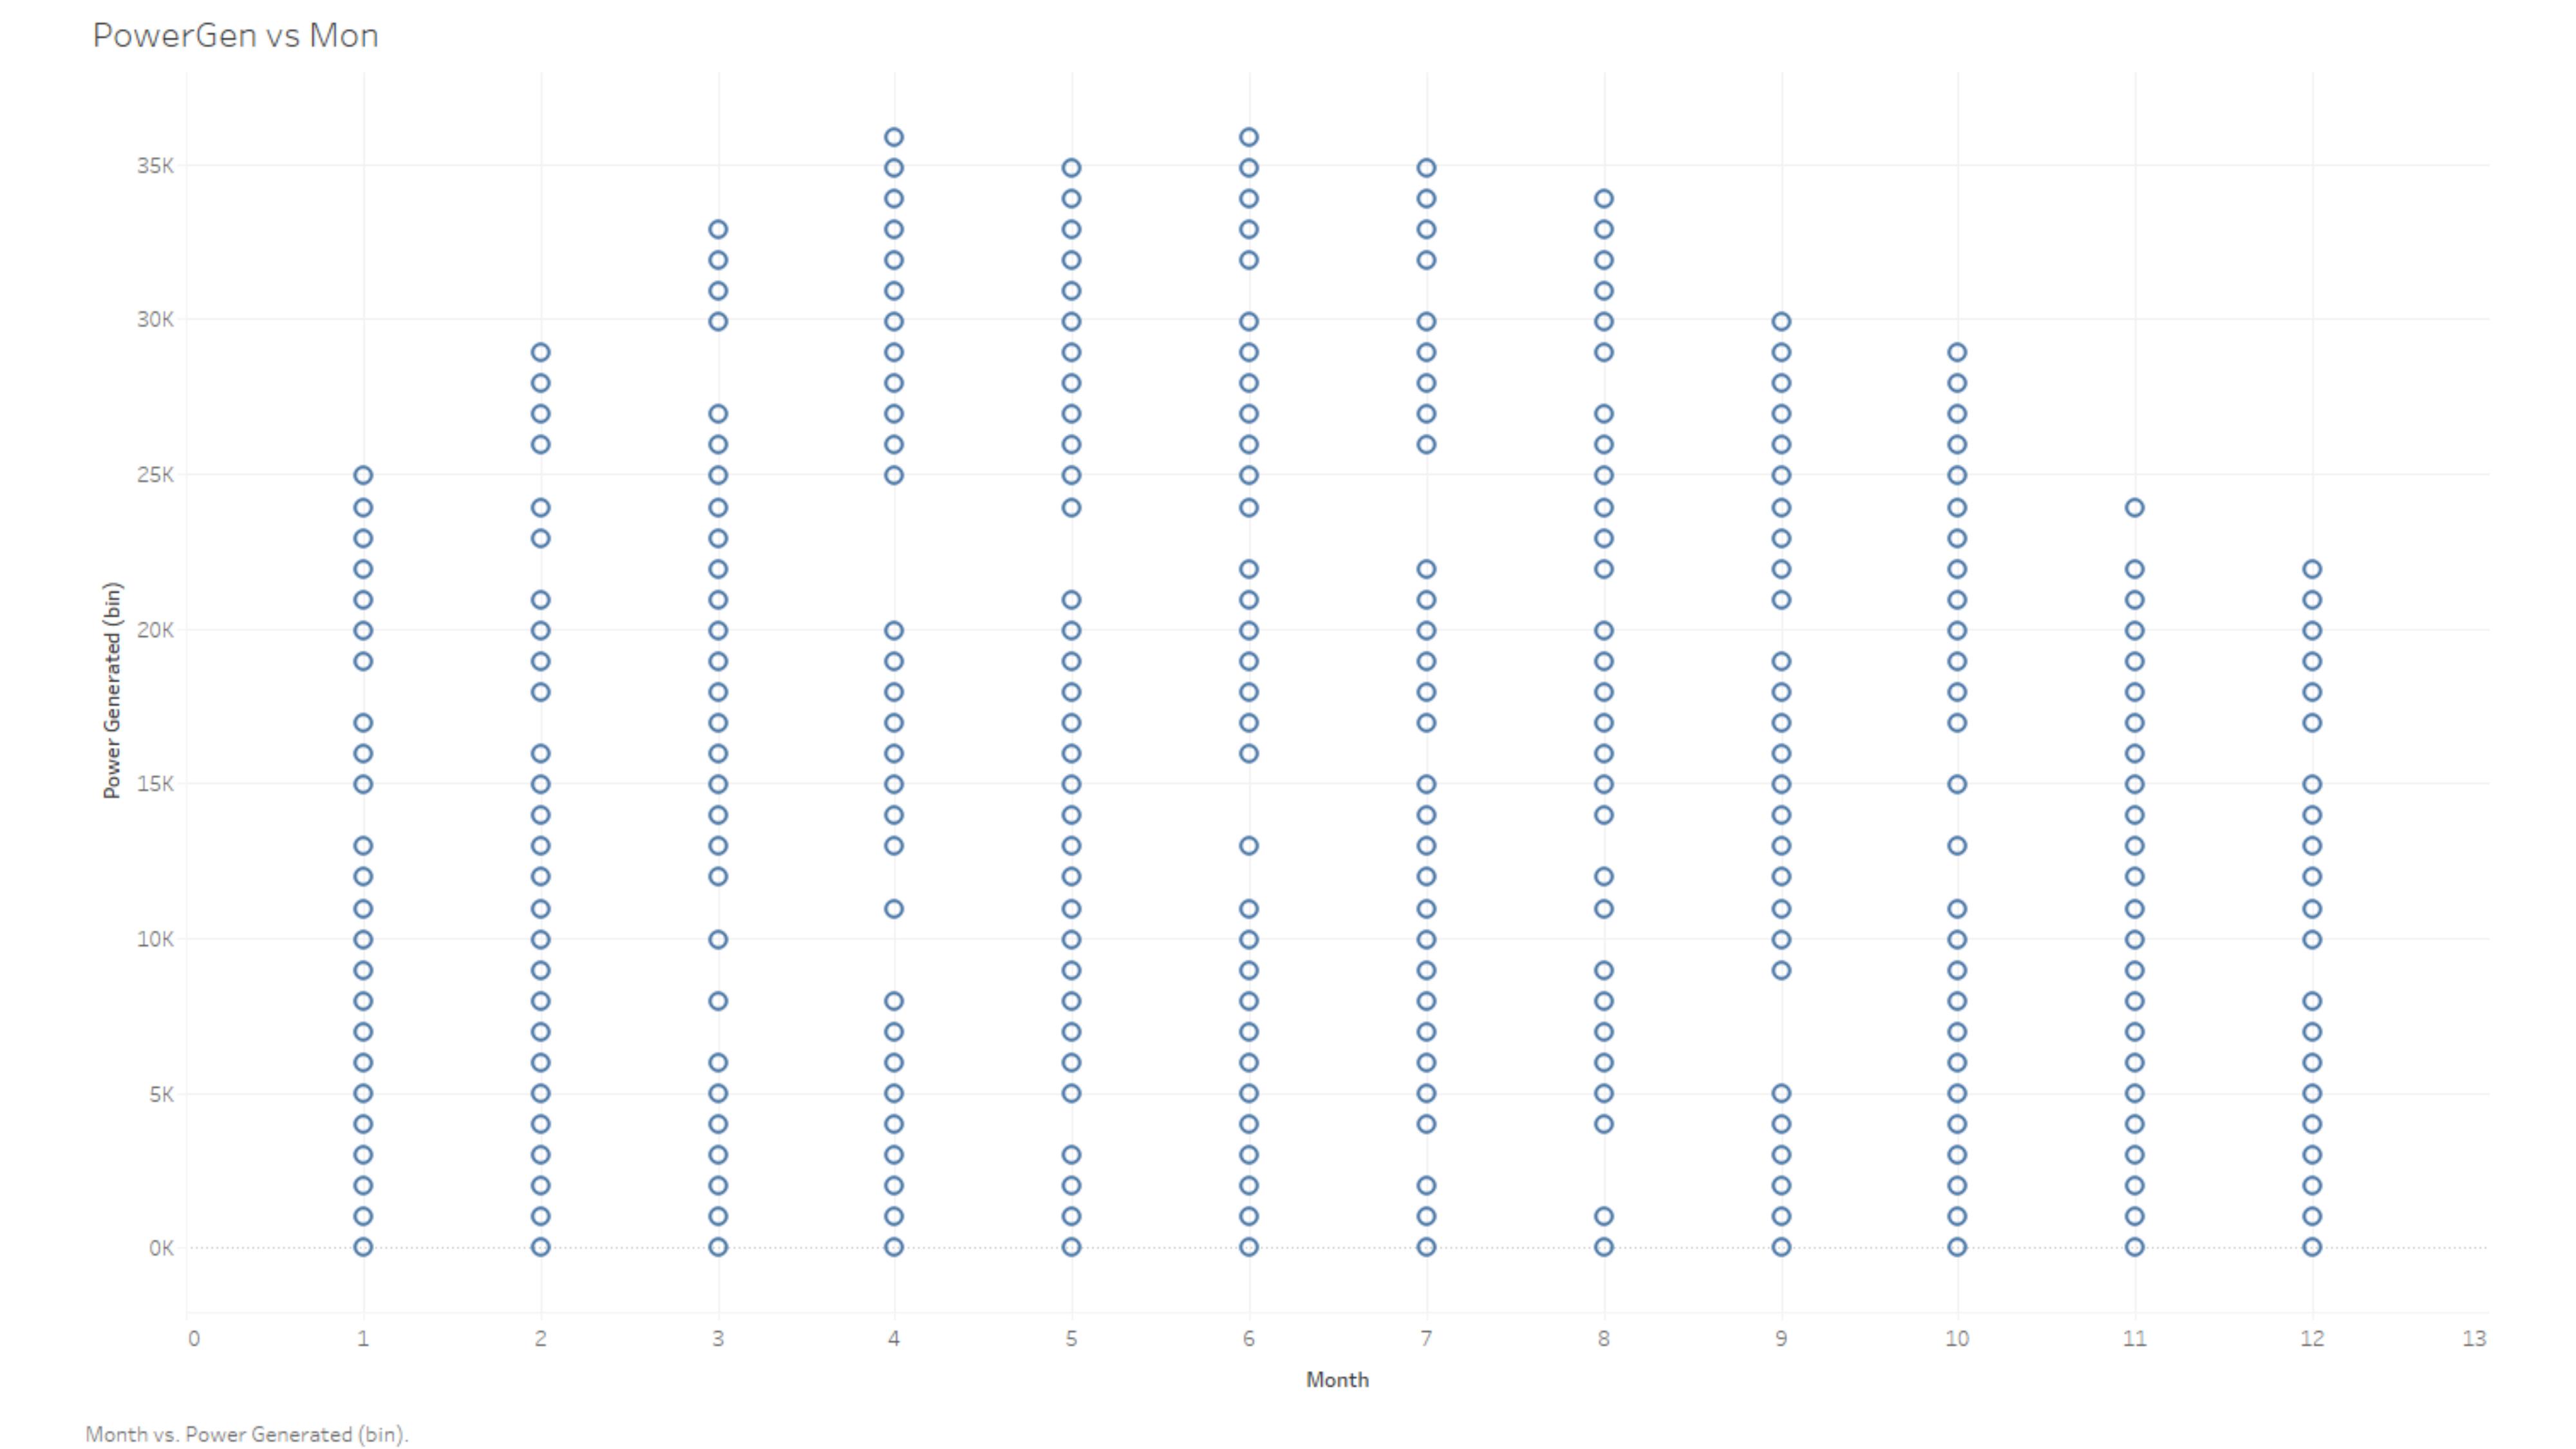 PowerGen vs Mon
Power Generated (bin)
35K
30K
25K
20K
15K
10K
5K
0K
0 1 2 3 4 5 6 7 8 9 10 11 12 13
Month
Month vs. Power Generated (bin).